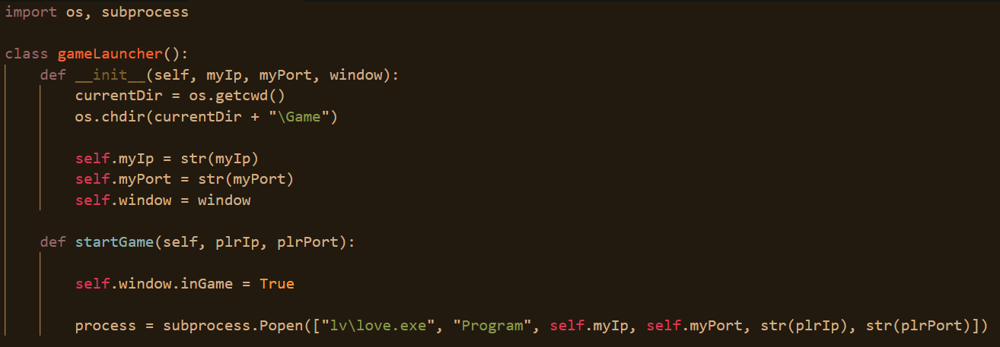 import os, subprocess
class gameLauncher():
def __init__(self, myIp, myPort, window):
currentDir = os.getcwd()
os.chdir(currentDir + "\Game")
self.myIp = str(myIp)
self.myPort = str(myPort)
self.window = window
def startGame(self, plrIp, plrPort):
self.window.inGame = True
process = subprocess.Popen(["lv\love.exe", "Program", self.myIp, self.myPort, str(plrIp), str(plrPort)])